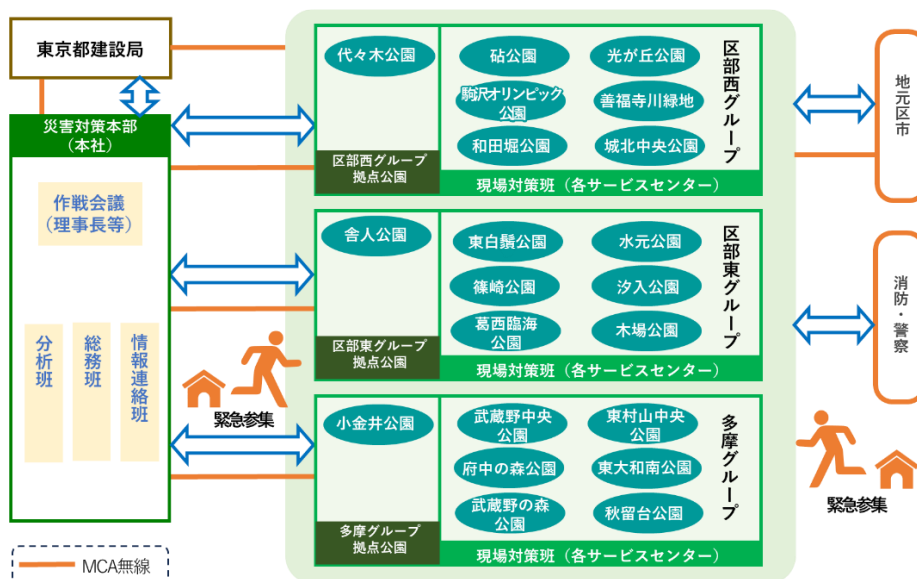 東京都建設局
災害対策本部
（本社）
作戦会議
（理事長等）
分析班
総務班
情報連絡班
MCA無線
緊急参集
代々木公園
区部西グループ
拠点公園
砧公園
光が丘公園
駒沢オリンピック
公園
善福寺川緑地
和田堀公園
城北中央公園
区部西グループ
現場対策班（各サービスセンター）
舎人公園
区部東グループ
拠点公園
東白鬚公園
水元公園
篠崎公園
汐入公園
葛西臨海
公園
木場公園
区部東グループ
現場対策班（各サービスセンター）
小金井公園
多摩グループ
拠点公園
武蔵野中央
公園
東村山中央
公園
府中の森公園
東大和南公園
武蔵野の森
公園
秋留台公園
多摩グループ
現場対策班（各サービスセンター）
地元区市
消防・警察
緊急参集